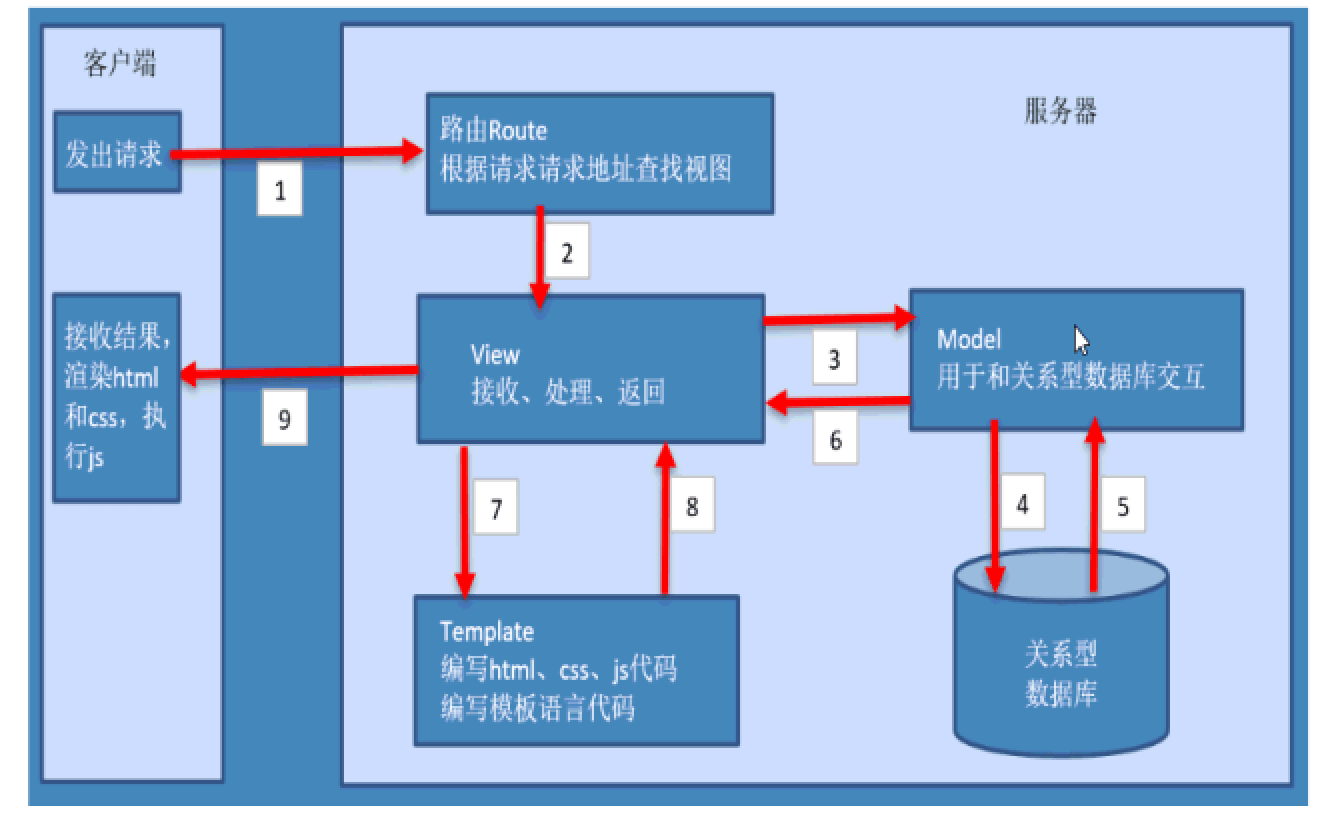 客户端
发出请求
接收结果，
渲染html
和css，执
行js
服务器
路由Route
根据请求请求地址查找视图
View
接收、处理、返回
Model
用于和关系型数据库交互
Template
编写html、css、js代码
编写模板语言代码
关系型
数据库
1
2
3
4
5
6
7
8
9